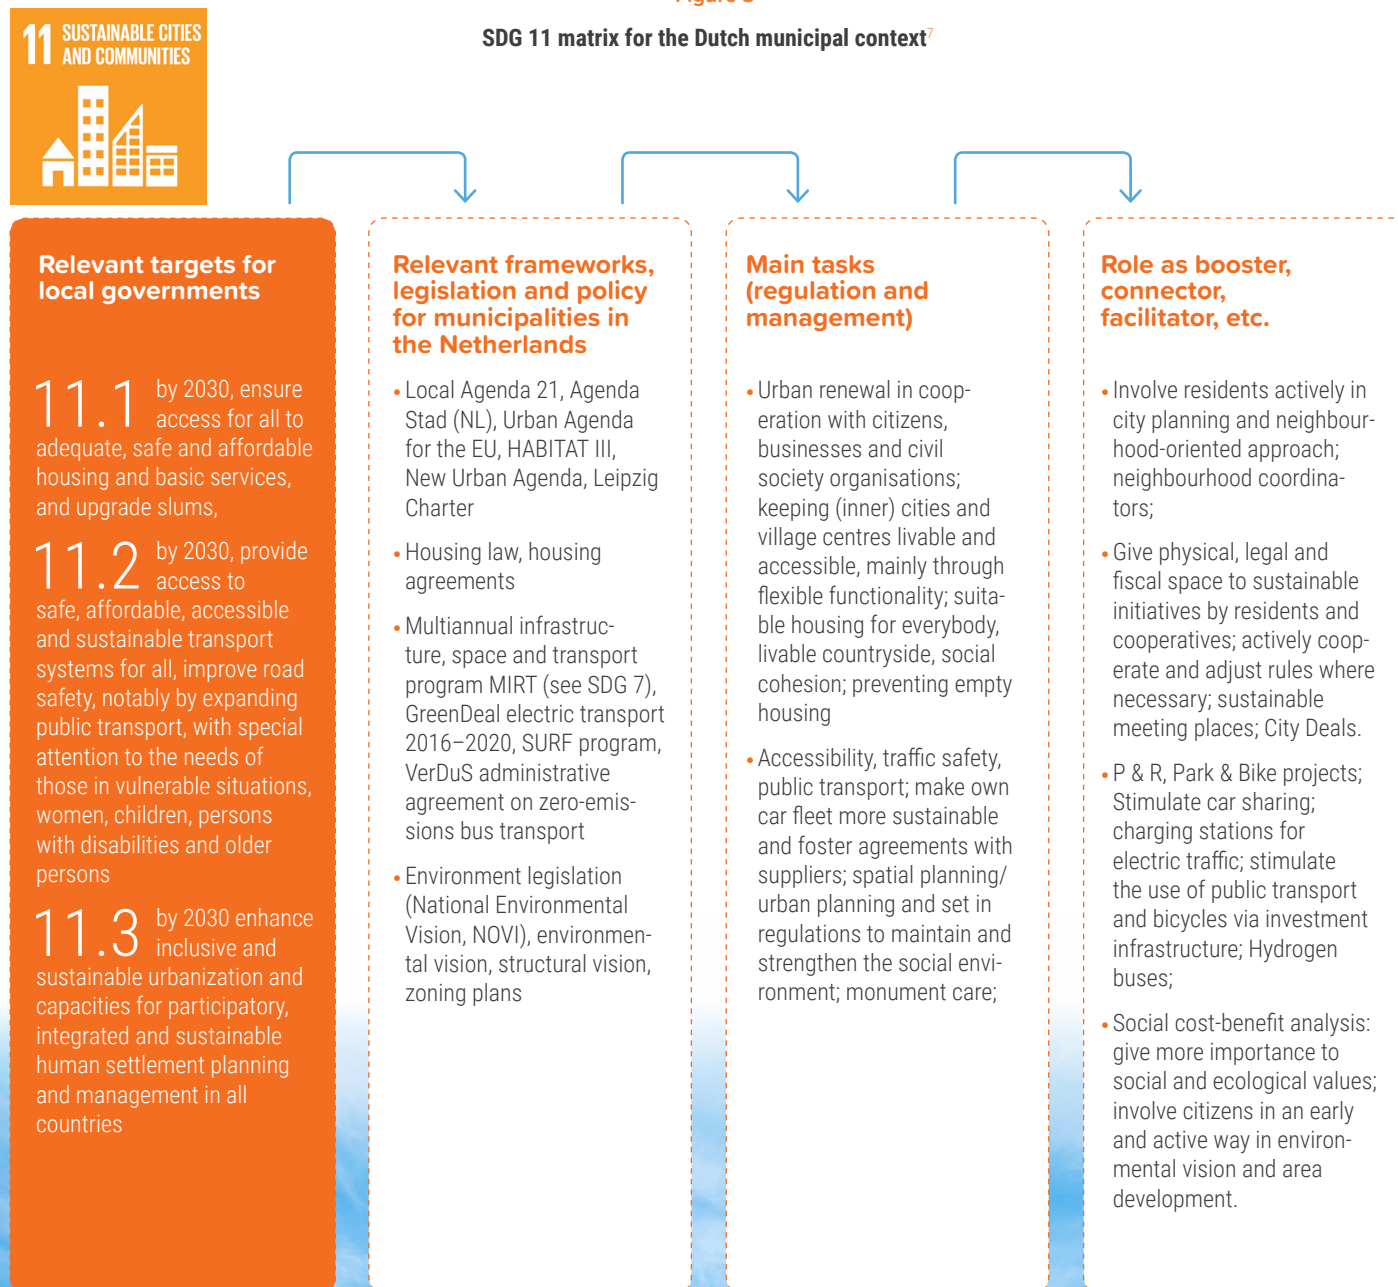 11 SUSTAINABLE CITIES
AND COMMUNITIES
SDG 11 matrix for the Dutch municipal context7
Relevant targets for
local governments
11.1 by 2030, ensure
access for all to
adequate, safe and affordable
housing and basic services,
and upgrade slums,
11.2 by 2030, provide
access to
safe, affordable, accessible
and sustainable transport
systems for all, improve road
safety, notably by expanding
public transport, with special
attention to the needs of
those in vulnerable situations,
women, children, persons
with disabilities and older
persons
11.3 by 2030 enhance
inclusive and
sustainable urbanization and
capacities for participatory,
integrated and sustainable
human settlement planning
and management in all
countries
Relevant frameworks,
legislation and policy
for municipalities in
the Netherlands
• Local Agenda 21, Agenda
Stad (NL), Urban Agenda
for the EU, HABITAT III,
New Urban Agenda, Leipzig
Charter
• Housing law, housing
agreements
• Multiannual infrastruc-
ture, space and transport
program MIRT (see SDG 7),
GreenDeal electric transport
2016–2020, SURF program,
VerDuS administrative
agreement on zero-emis-
sions bus transport
• Environment legislation
(National Environmental
Vision, NOVI), environmen-
tal vision, structural vision,
zoning plans
Main tasks
(regulation and
management)
• Urban renewal in coop-
eration with citizens,
businesses and civil
society organisations;
keeping (inner) cities and
village centres livable and
accessible, mainly through
flexible functionality; suita-
ble housing for everybody,
livable countryside, social
cohesion; preventing empty
housing
• Accessibility, traffic safety,
public transport; make own
car fleet more sustainable
and foster agreements with
suppliers; spatial planning/
urban planning and set in
regulations to maintain and
strengthen the social envi-
ronment; monument care;
Role as booster,
connector,
facilitator, etc.
• Involve residents actively in
city planning and neighbour-
hood-oriented approach;
neighbourhood coordina-
tors;
• Give physical, legal and
fiscal space to sustainable
initiatives by residents and
cooperatives; actively coop-
erate and adjust rules where
necessary; sustainable
meeting places; City Deals.
• P & R, Park & Bike projects;
Stimulate car sharing;
charging stations for
electric traffic; stimulate
the use of public transport
and bicycles via investment
infrastructure; Hydrogen
buses;
• Social cost-benefit analysis:
give more importance to
social and ecological values;
involve citizens in an early
and active way in environ-
mental vision and area
development.